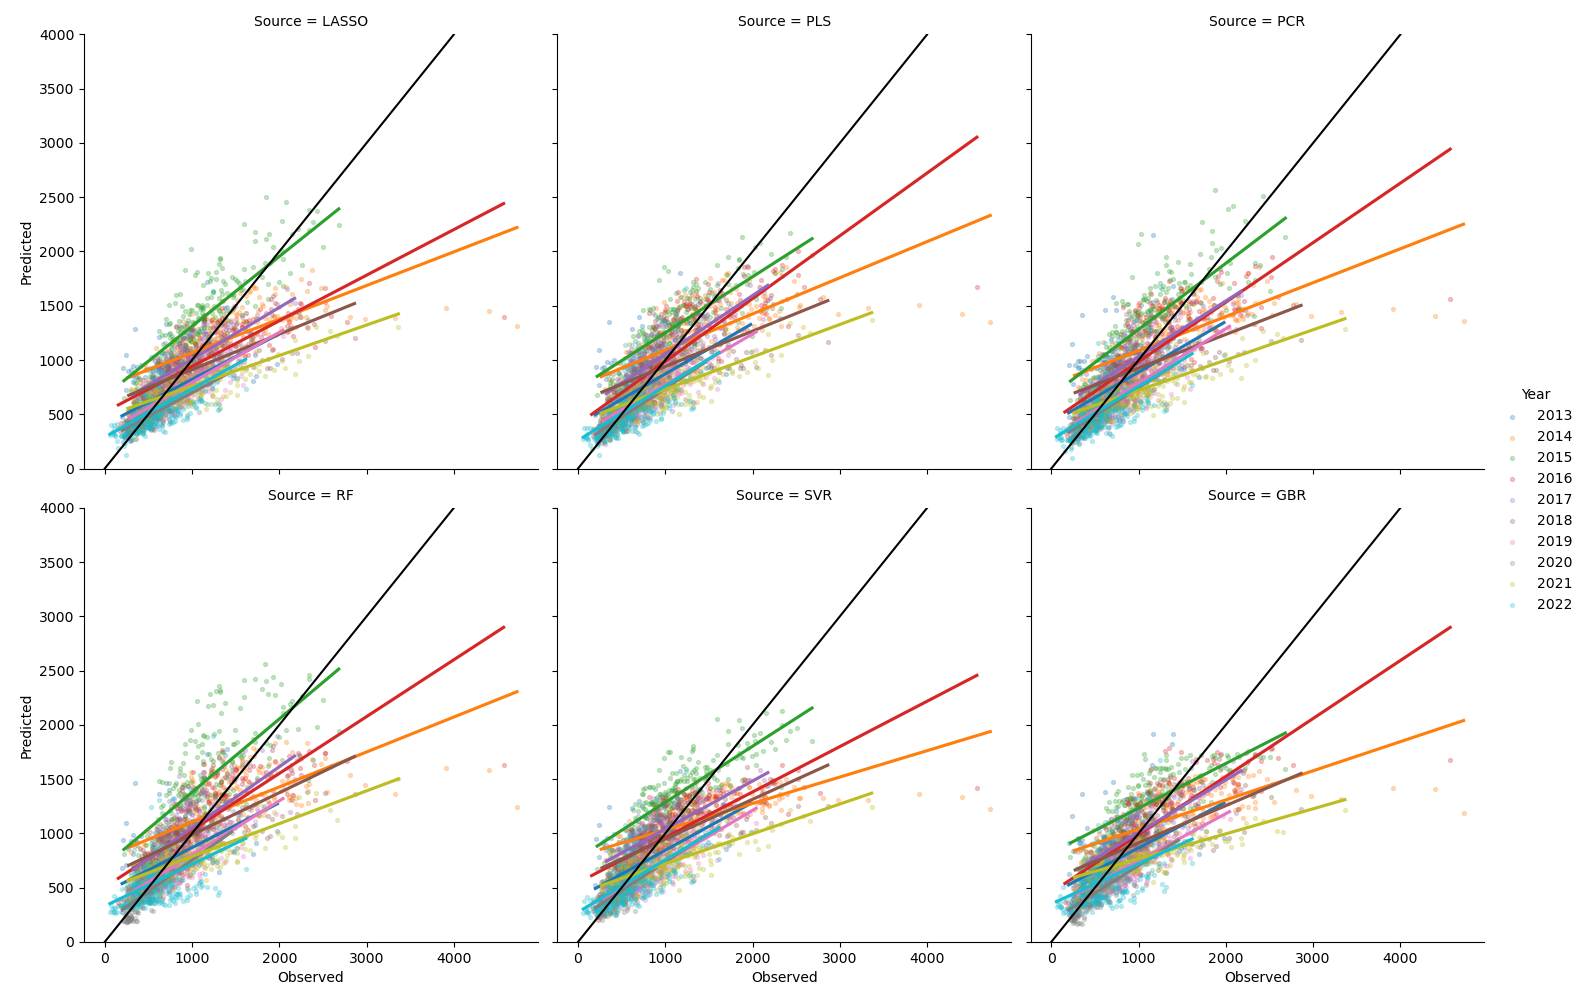 Source = LASSO
Source = PLS
Source = PCR
4000
3500
3000
2500
2000
1500
1000
500
0
Predicted
Source = RF
Source = SVR
Source = GBR
4000
3500
3000
2500
2000
1500
1000
500
0
Predicted
0 1000 2000 3000 4000
0 1000 2000 3000 4000
0 1000 2000 3000 4000
Observed
Observed
Observed
Year
2013
2014
2015
2016
2017
2018
2019
2020
2021
2022